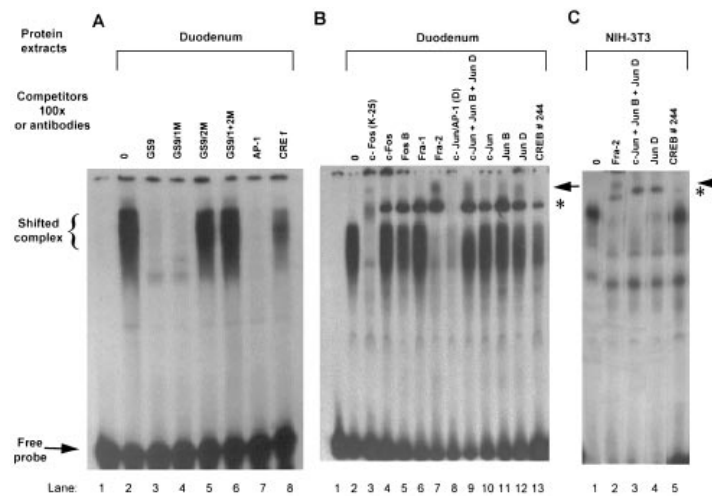 A
B
C
Protein
extracts
Duodenum
Duodenum
NIH-3T3
Competitors
100x
or antibodies
0
GS9
GS9/1M
GS9/2M
GS9/1+2M
AP-1
CRE f
0
c-Fos (K-25)
c-Fos
Fos B
Fra-1
Fra-2
c-Jun/AP-1 (D)
c-Jun + Jun B + Jun D
c-Jun
Jun B
Jun D
CREB # 244
0
Fra-2
c-Jun + Jun B + Jun D
Jun D
CREB # 244
Shifted
complex
*
*
Free
probe
Lane: 1 2 3 4 5 6 7 8
1 2 3 4 5 6 7 8 9 10 11 12 13
1 2 3 4 5